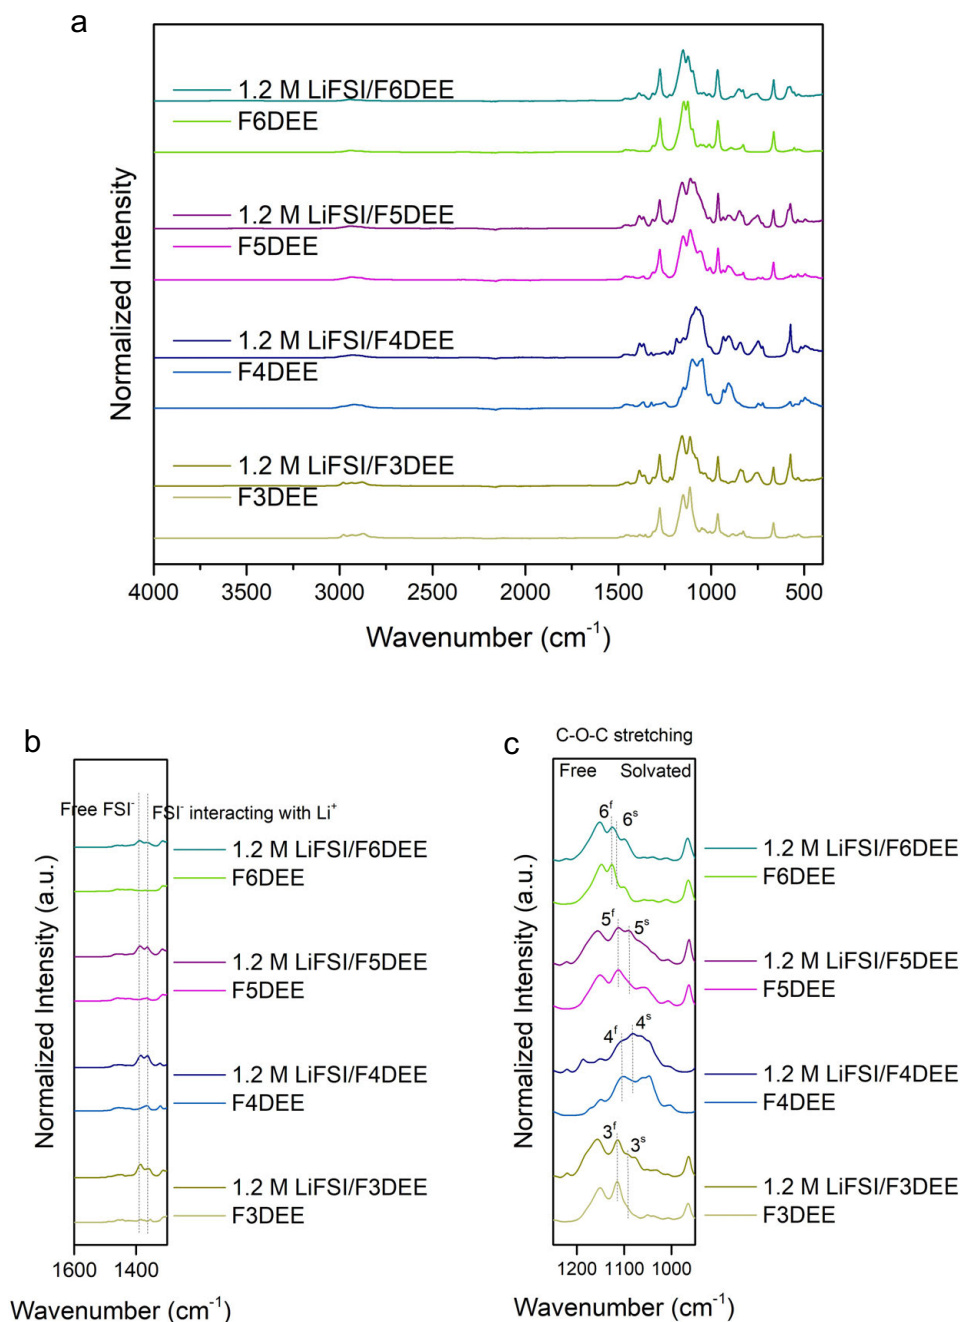 a
1.2 M LiFSI/F6DEE
F6DEE
1.2 M LiFSI/F5DEE
F5DEE
1.2 M LiFSI/F4DEE
F4DEE
1.2 M LiFSI/F3DEE
F3DEE
Normalized Intensity
4000 3500 3000 2500 2000 1500 1000 500
Wavenumber (cm⁻¹)
b
Free FSI⁻ FSI⁻ interacting with Li⁺
1.2 M LiFSI/F6DEE
F6DEE
1.2 M LiFSI/F5DEE
F5DEE
1.2 M LiFSI/F4DEE
F4DEE
1.2 M LiFSI/F3DEE
F3DEE
Normalized Intensity (a.u.)
1600 1400
Wavenumber (cm⁻¹)
c
C-O-C stretching
Free Solvated
6ᶠ 6ˢ
1.2 M LiFSI/F6DEE
F6DEE
5ᶠ 5ˢ
1.2 M LiFSI/F5DEE
F5DEE
4ᶠ 4ˢ
1.2 M LiFSI/F4DEE
F4DEE
3ᶠ 3ˢ
1.2 M LiFSI/F3DEE
F3DEE
Normalized Intensity (a.u.)
1200 1100 1000
Wavenumber (cm⁻¹)